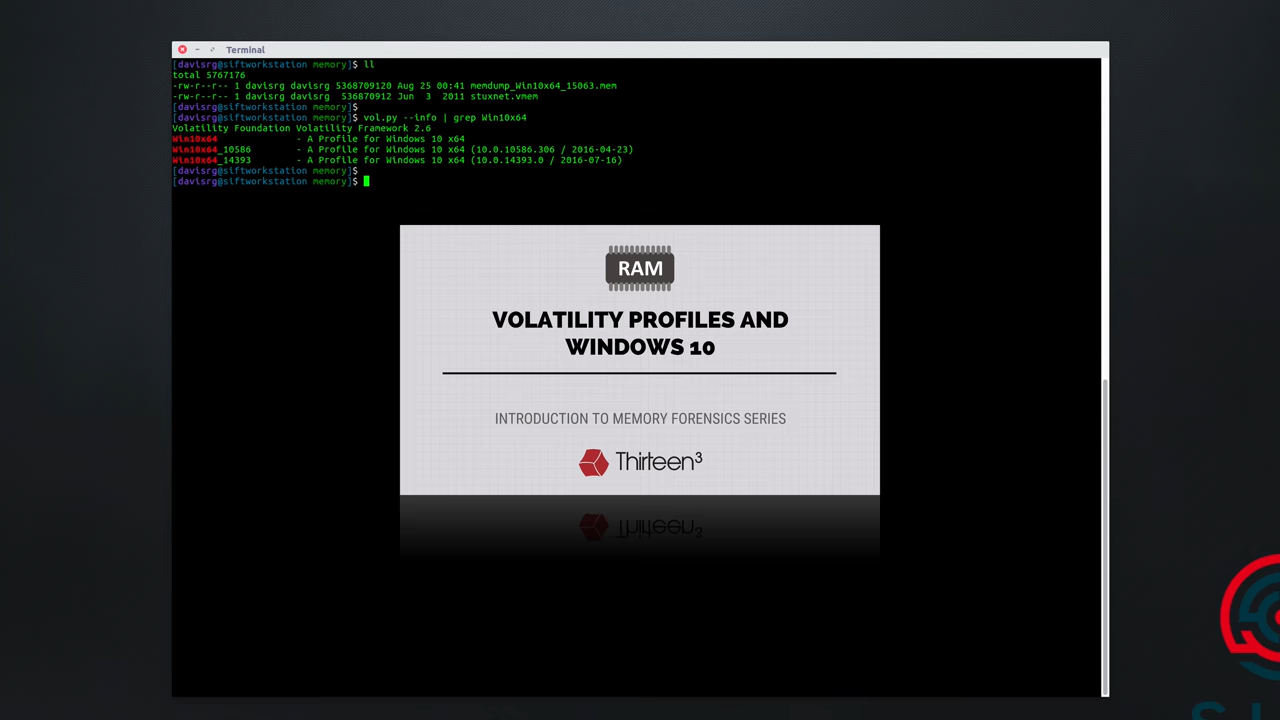 Terminal
[davisrg@siftworkstation memory]$ ll
total 5767176
-rw-r--r-- 1 davisrg davisrg 5368709120 Aug 25 00:41 memdump_Win10x64_15063.mem
-rw-r--r-- 1 davisrg davisrg  536870912 Jun  3  2011 stuxnet.vmem
[davisrg@siftworkstation memory]$
[davisrg@siftworkstation memory]$ vol.py --info | grep Win10x64
Volatility Foundation Volatility Framework 2.6
Win10x64              - A Profile for Windows 10 x64
Win10x64_10586        - A Profile for Windows 10 x64 (10.0.10586.306 / 2016-04-23)
Win10x64_14393        - A Profile for Windows 10 x64 (10.0.14393.0 / 2016-07-16)
[davisrg@siftworkstation memory]$
[davisrg@siftworkstation memory]$
RAM
VOLATILITY PROFILES AND
WINDOWS 10
INTRODUCTION TO MEMORY FORENSICS SERIES
Thirteen³